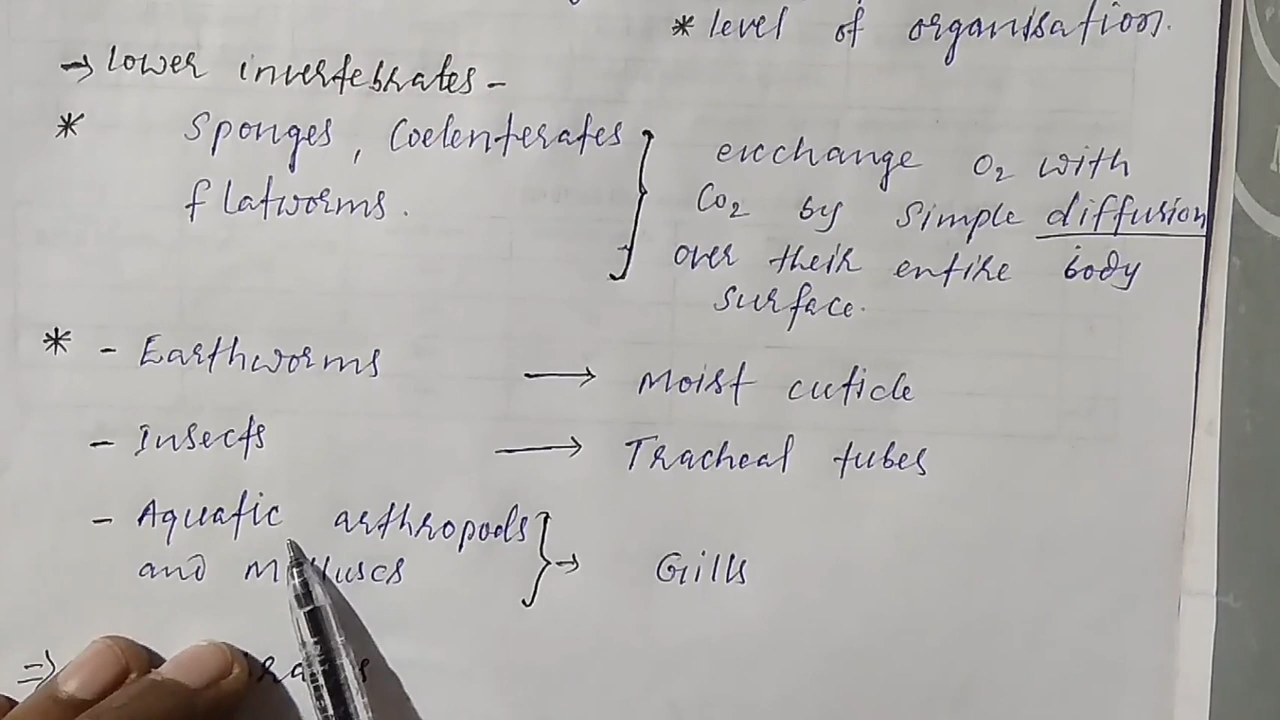 * level of organisation.
→ Lower invertebrates -
* Sponges, Coelenterates
flatworms.
exchange O₂ with
CO₂ by simple diffusion
over their entire body
surface.
* - Earthworms → Moist cuticle
- Insects → Tracheal tubes
- Aquatic arthropods
and Molluscs → Gills
⇒